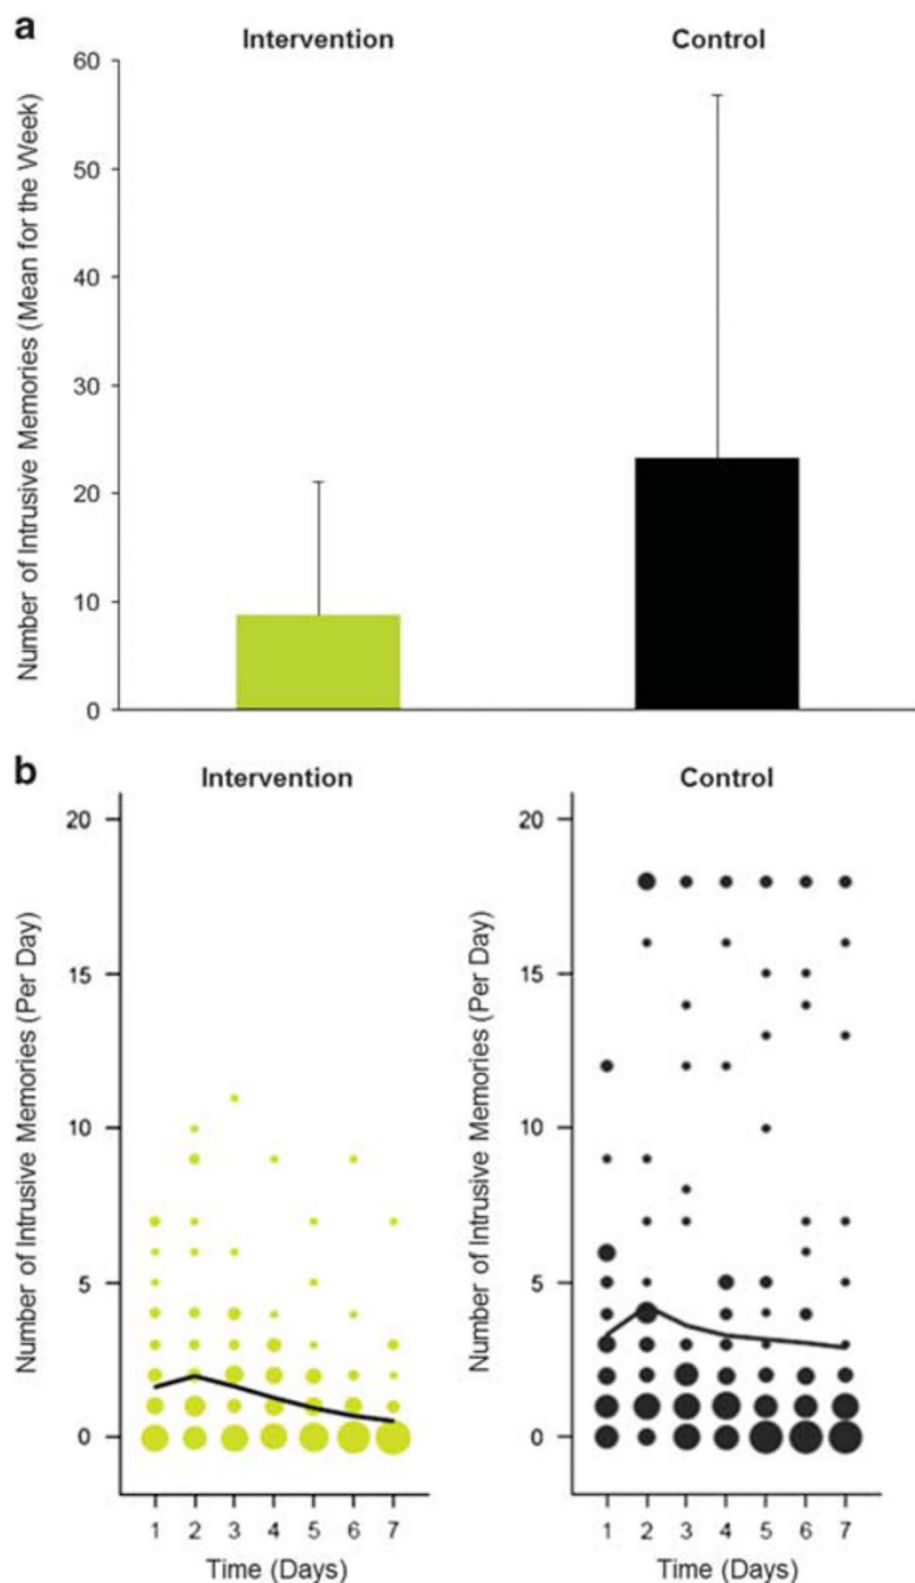 a
Intervention Control
60
50
40
30
20
10
0
Number of Intrusive Memories (Mean for the Week)
b
Intervention
20
15
10
5
0
Number of Intrusive Memories (Per Day)
1 2 3 4 5 6 7
Time (Days)
Control
20
15
10
5
0
Number of Intrusive Memories (Per Day)
1 2 3 4 5 6 7
Time (Days)